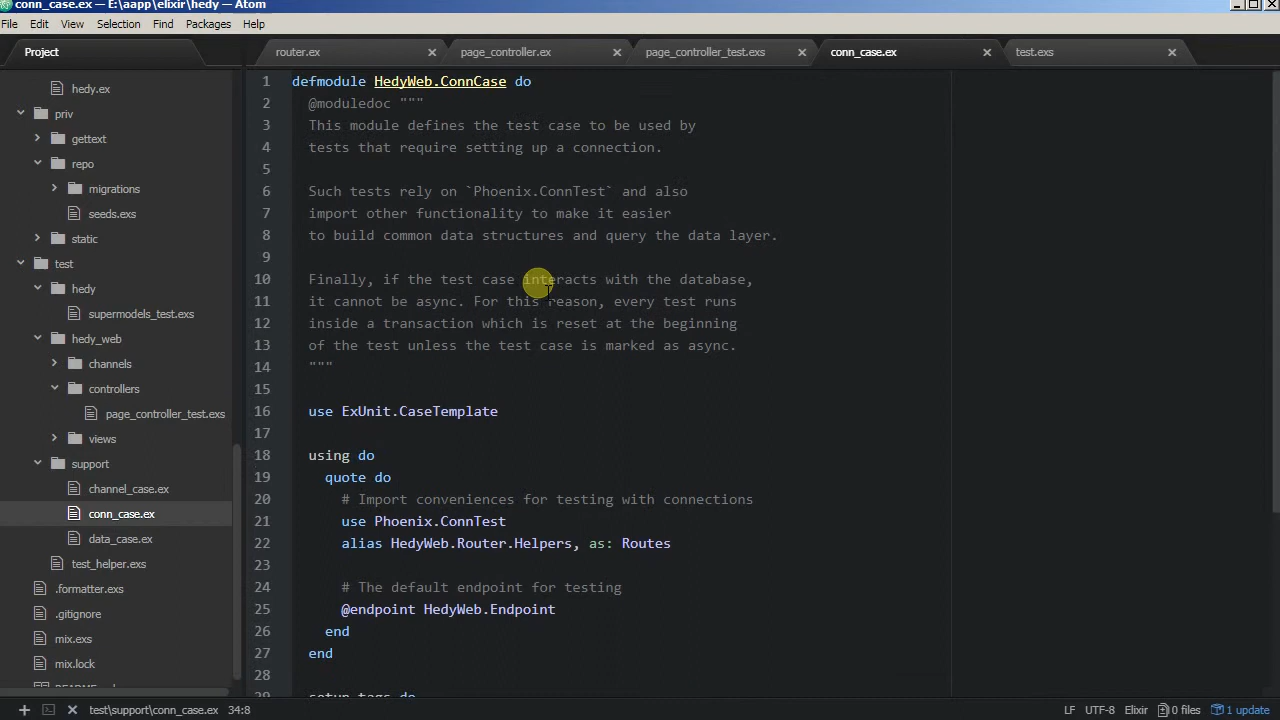 conn_case.ex — E:\aapp\elixir\hedy — Atom
File Edit View Selection Find Packages Help
Project
router.ex
page_controller.ex
page_controller_test.exs
conn_case.ex
test.exs
hedy.ex
priv
gettext
repo
migrations
seeds.exs
static
test
hedy
supermodels_test.exs
hedy_web
channels
controllers
page_controller_test.exs
views
support
channel_case.ex
conn_case.ex
data_case.ex
test_helper.exs
.formatter.exs
.gitignore
mix.exs
mix.lock
1 defmodule HedyWeb.ConnCase do
2 @moduledoc """
3 This module defines the test case to be used by
4 tests that require setting up a connection.
5
6 Such tests rely on `Phoenix.ConnTest` and also
7 import other functionality to make it easier
8 to build common data structures and query the data layer.
9
10 Finally, if the test case interacts with the database,
11 it cannot be async. For this reason, every test runs
12 inside a transaction which is reset at the beginning
13 of the test unless the test case is marked as async.
14 """
15
16 use ExUnit.CaseTemplate
17
18 using do
19 quote do
20 # Import conveniences for testing with connections
21 use Phoenix.ConnTest
22 alias HedyWeb.Router.Helpers, as: Routes
23
24 # The default endpoint for testing
25 @endpoint HedyWeb.Endpoint
26 end
27 end
28
29 setup tags do
test\support\conn_case.ex 34:8
LF UTF-8 Elixir 0 files 1 update